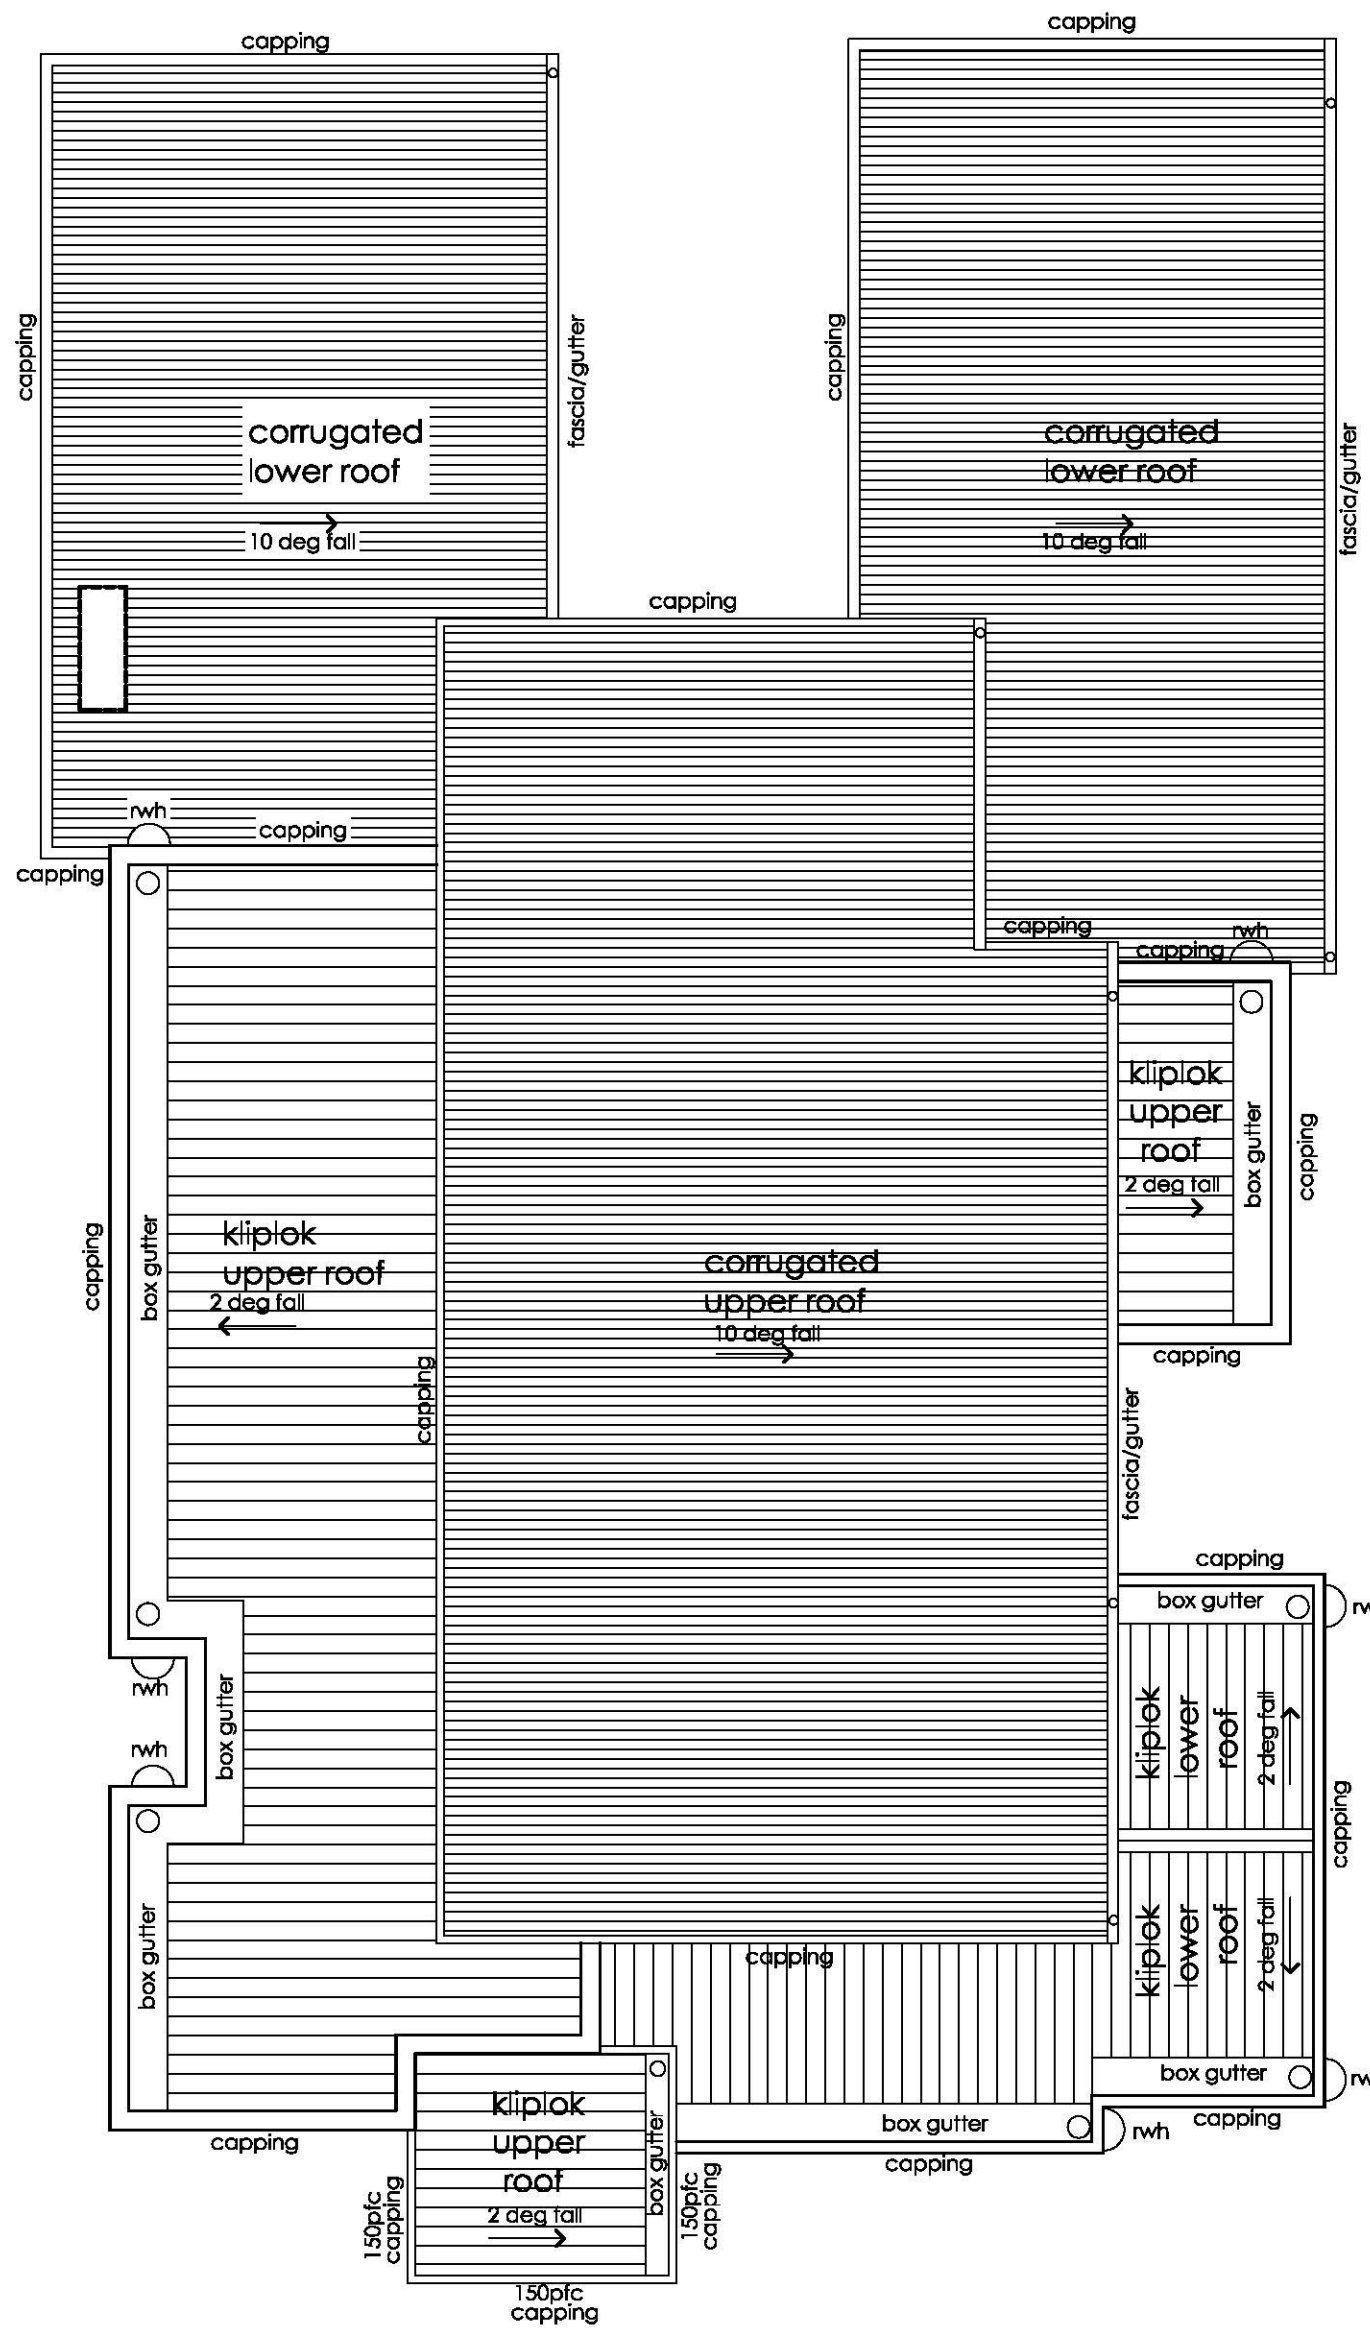 capping
capping
capping
fascia/gutter
corrugated
lower roof
10 deg fall
capping
corrugated
lower roof
10 deg fall
fascia/gutter
capping
rwh
capping
capping
capping
rwh
capping
kliplok
upper
roof
2 deg fall
box gutter
capping
capping
capping
box gutter
kliplok
upper roof
2 deg fall
capping
corrugated
upper roof
10 deg fall
fascia/gutter
capping
box gutter
rw
rwh
box gutter
rwh
kliplok
lower
roof
2 deg fall
capping
box gutter
kliplok
lower
roof
2 deg fall
capping
box gutter
rw
capping
box gutter
rwh
capping
capping
kliplok
upper
roof
2 deg fall
box gutter
150pfc
capping
150pfc
capping
150pfc
capping